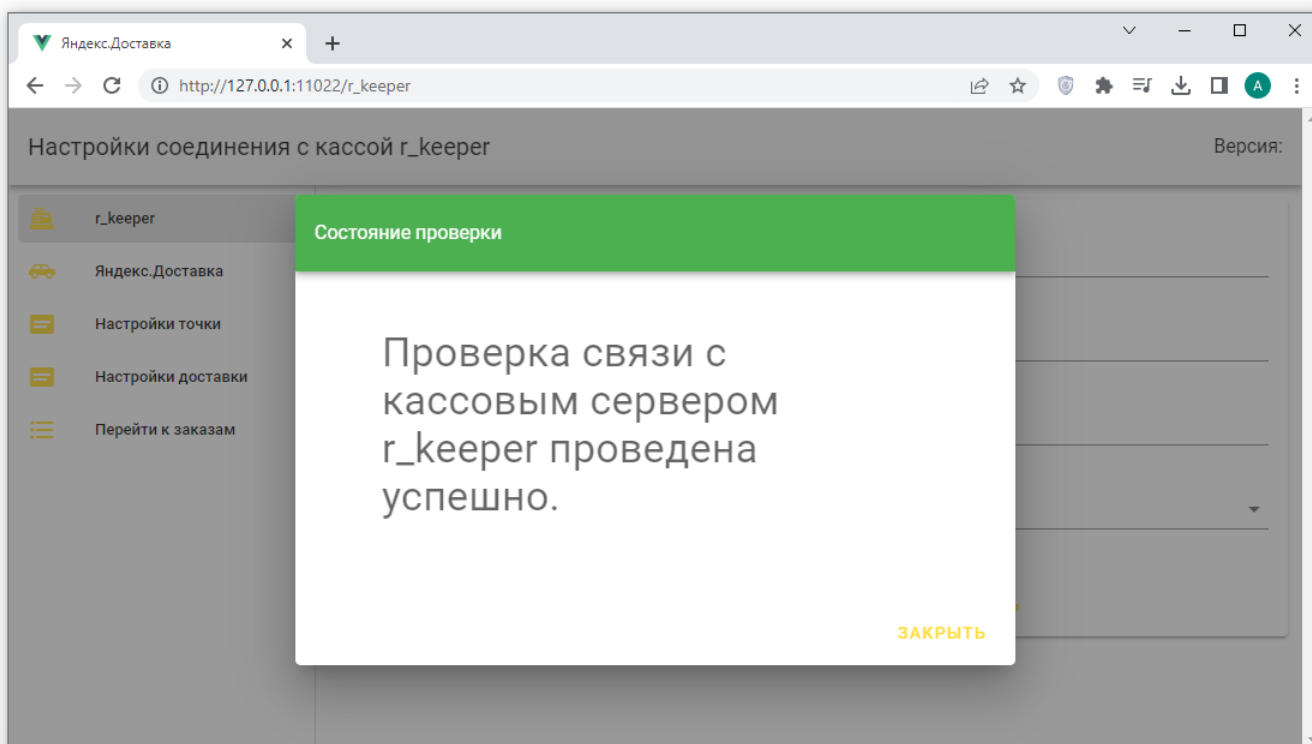 Яндекс.Доставка
http://127.0.0.1:11022/r_keeper
A
Настройки соединения с кассой r_keeper
Версия:
r_keeper
Яндекс.Доставка
Настройки точки
Настройки доставки
Перейти к заказам
Состояние проверки
Проверка связи с
кассовым сервером
r_keeper проведена
успешно.
ЗАКРЫТЬ